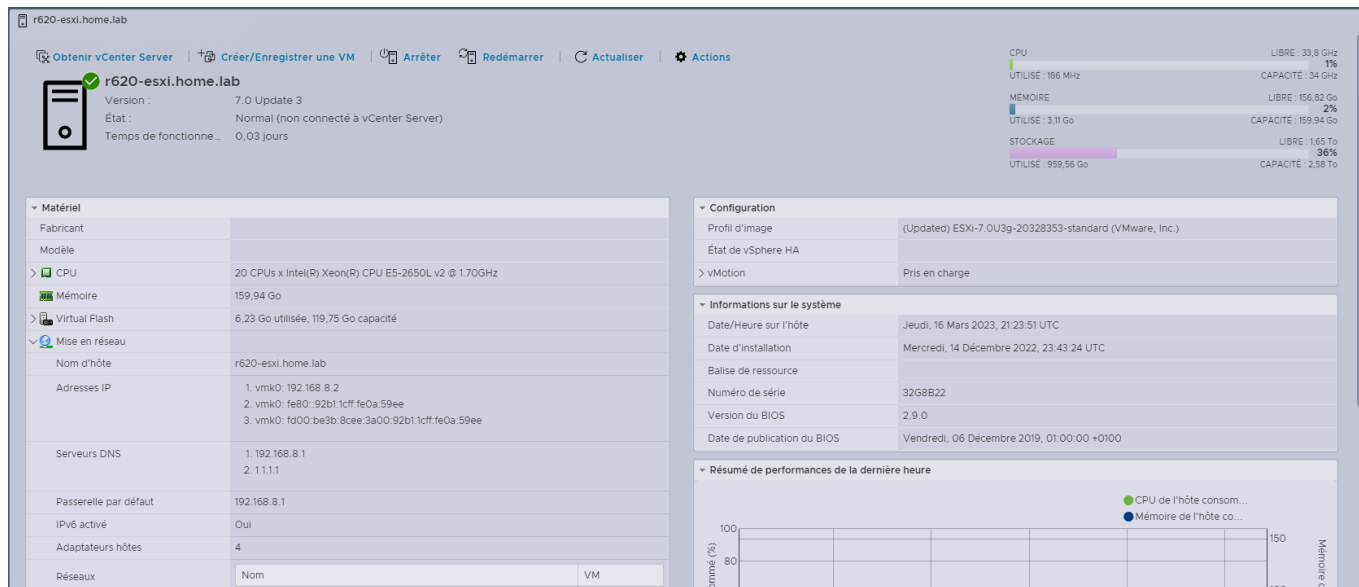 r620-esxi.home.lab
Obtenir vCenter Server | Créer/Enregistrer une VM | Arrêter Redémarrer | Actualiser | Actions
r620-esxi.home.lab
Version : 7.0 Update 3
État : Normal (non connecté à vCenter Server)
Temps de fonctionne... 0,03 jours
CPU LIBRE : 33,8 GHz
1%
UTILISÉ : 186 MHz CAPACITÉ : 34 GHz
MÉMOIRE LIBRE : 156,82 Go
2%
UTILISÉ : 3,11 Go CAPACITÉ : 159,94 Go
STOCKAGE LIBRE : 1,65 To
36%
UTILISÉ : 959,56 Go CAPACITÉ : 2,58 To
Matériel
Fabricant
Modèle
CPU 20 CPUs x Intel(R) Xeon(R) CPU E5-2650L v2 @ 1.70GHz
Mémoire 159,94 Go
Virtual Flash 6,23 Go utilisée, 119,75 Go capacité
Mise en réseau
Nom d'hôte r620-esxi.home.lab
Adresses IP 1. vmk0: 192.168.8.2
2. vmk0: fe80::92b1:1cff:fe0a:59ee
3. vmk0: fd00:be3b:8cee:3a00:92b1:1cff:fe0a:59ee
Serveurs DNS 1. 192.168.8.1
2. 1.1.1.1
Passerelle par défaut 192.168.8.1
IPv6 activé Oui
Adaptateurs hôtes 4
Réseaux Nom VM
Configuration
Profil d'image (Updated) ESXi-7.0U3g-20328353-standard (VMware, Inc.)
État de vSphere HA
vMotion Pris en charge
Informations sur le système
Date/Heure sur l'hôte Jeudi, 16 Mars 2023, 21:23:51 UTC
Date d'installation Mercredi, 14 Décembre 2022, 23:43:24 UTC
Balise de ressource
Numéro de série 32G8B22
Version du BIOS 2.9.0
Date de publication du BIOS Vendredi, 06 Décembre 2019, 01:00:00 +0100
Résumé de performances de la dernière heure
CPU de l'hôte consom...
Mémoire de l'hôte co...
100
150
80